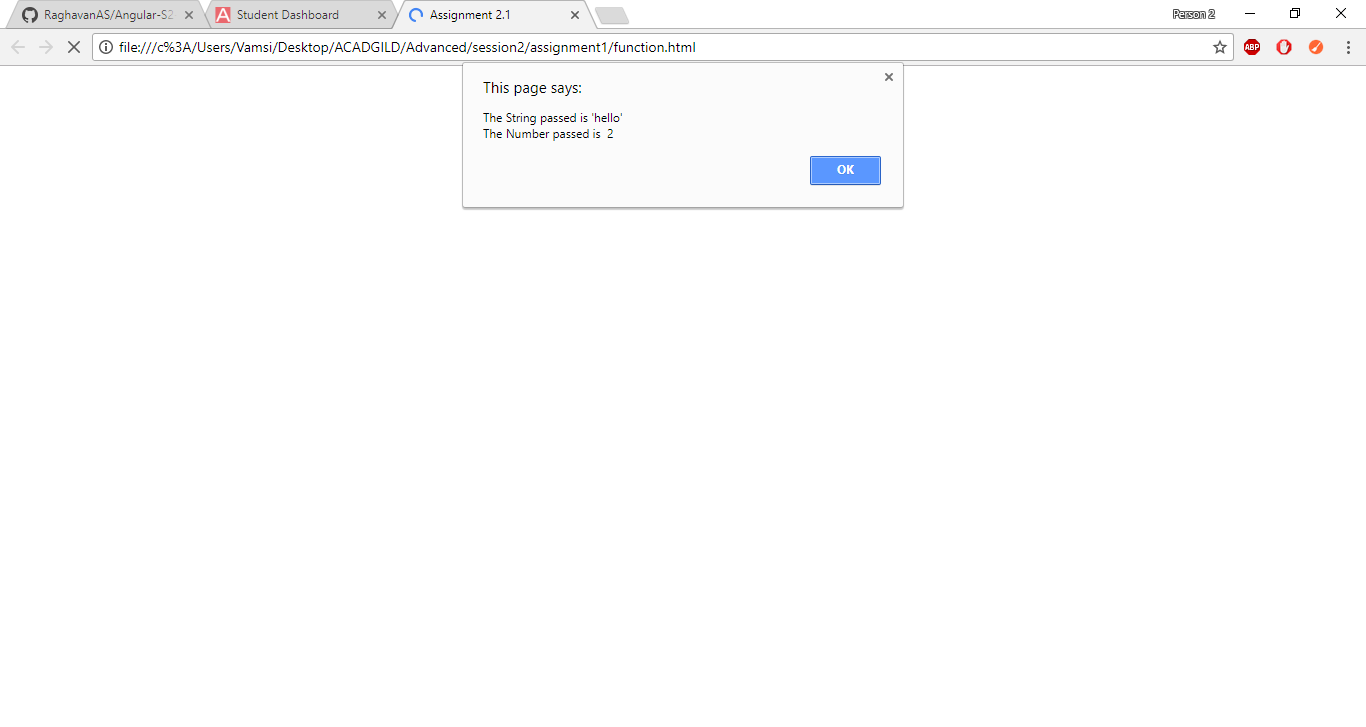 RaghavanAS/Angular-S2
Student Dashboard
Assignment 2.1
Person 2
file:///c%3A/Users/Vamsi/Desktop/ACADGILD/Advanced/session2/assignment1/function.html
ABP
This page says:
The String passed is 'hello'
The Number passed is  2
OK